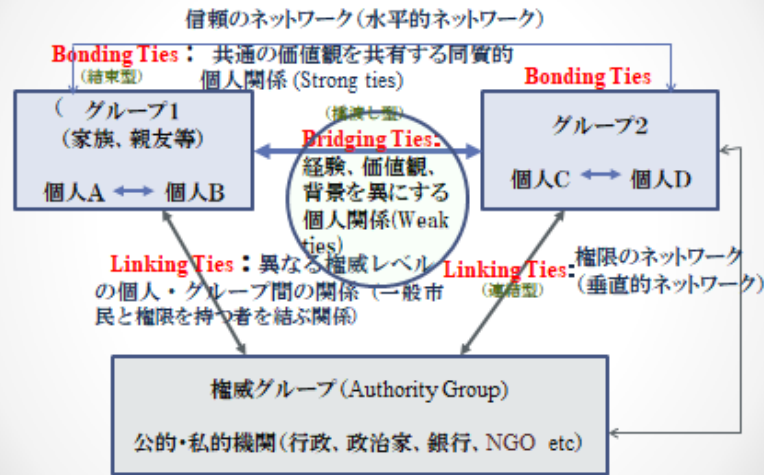 信頼のネットワーク(水平的ネットワーク)
Bonding Ties: 共通の価値観を共有する同質的
(結束型)
個人関係 (Strong ties)
Bonding Ties
( グループ1
(家族、親友等)
個人A 個人B
(橋渡し型)
Bridging Ties:
経験、価値観、
背景を異にする
個人関係(Weak
ties)
グループ2
個人C 個人D
Linking Ties:異なる権威レベル
の個人・グループ間の関係 (一般市
民と権限を持つ者を結ぶ関係)
Linking Ties:
(連結型)
権限のネットワーク
(垂直的ネットワーク)
権威グループ(Authority Group)
公的・私的機関(行政、政治家、銀行、NGO etc)